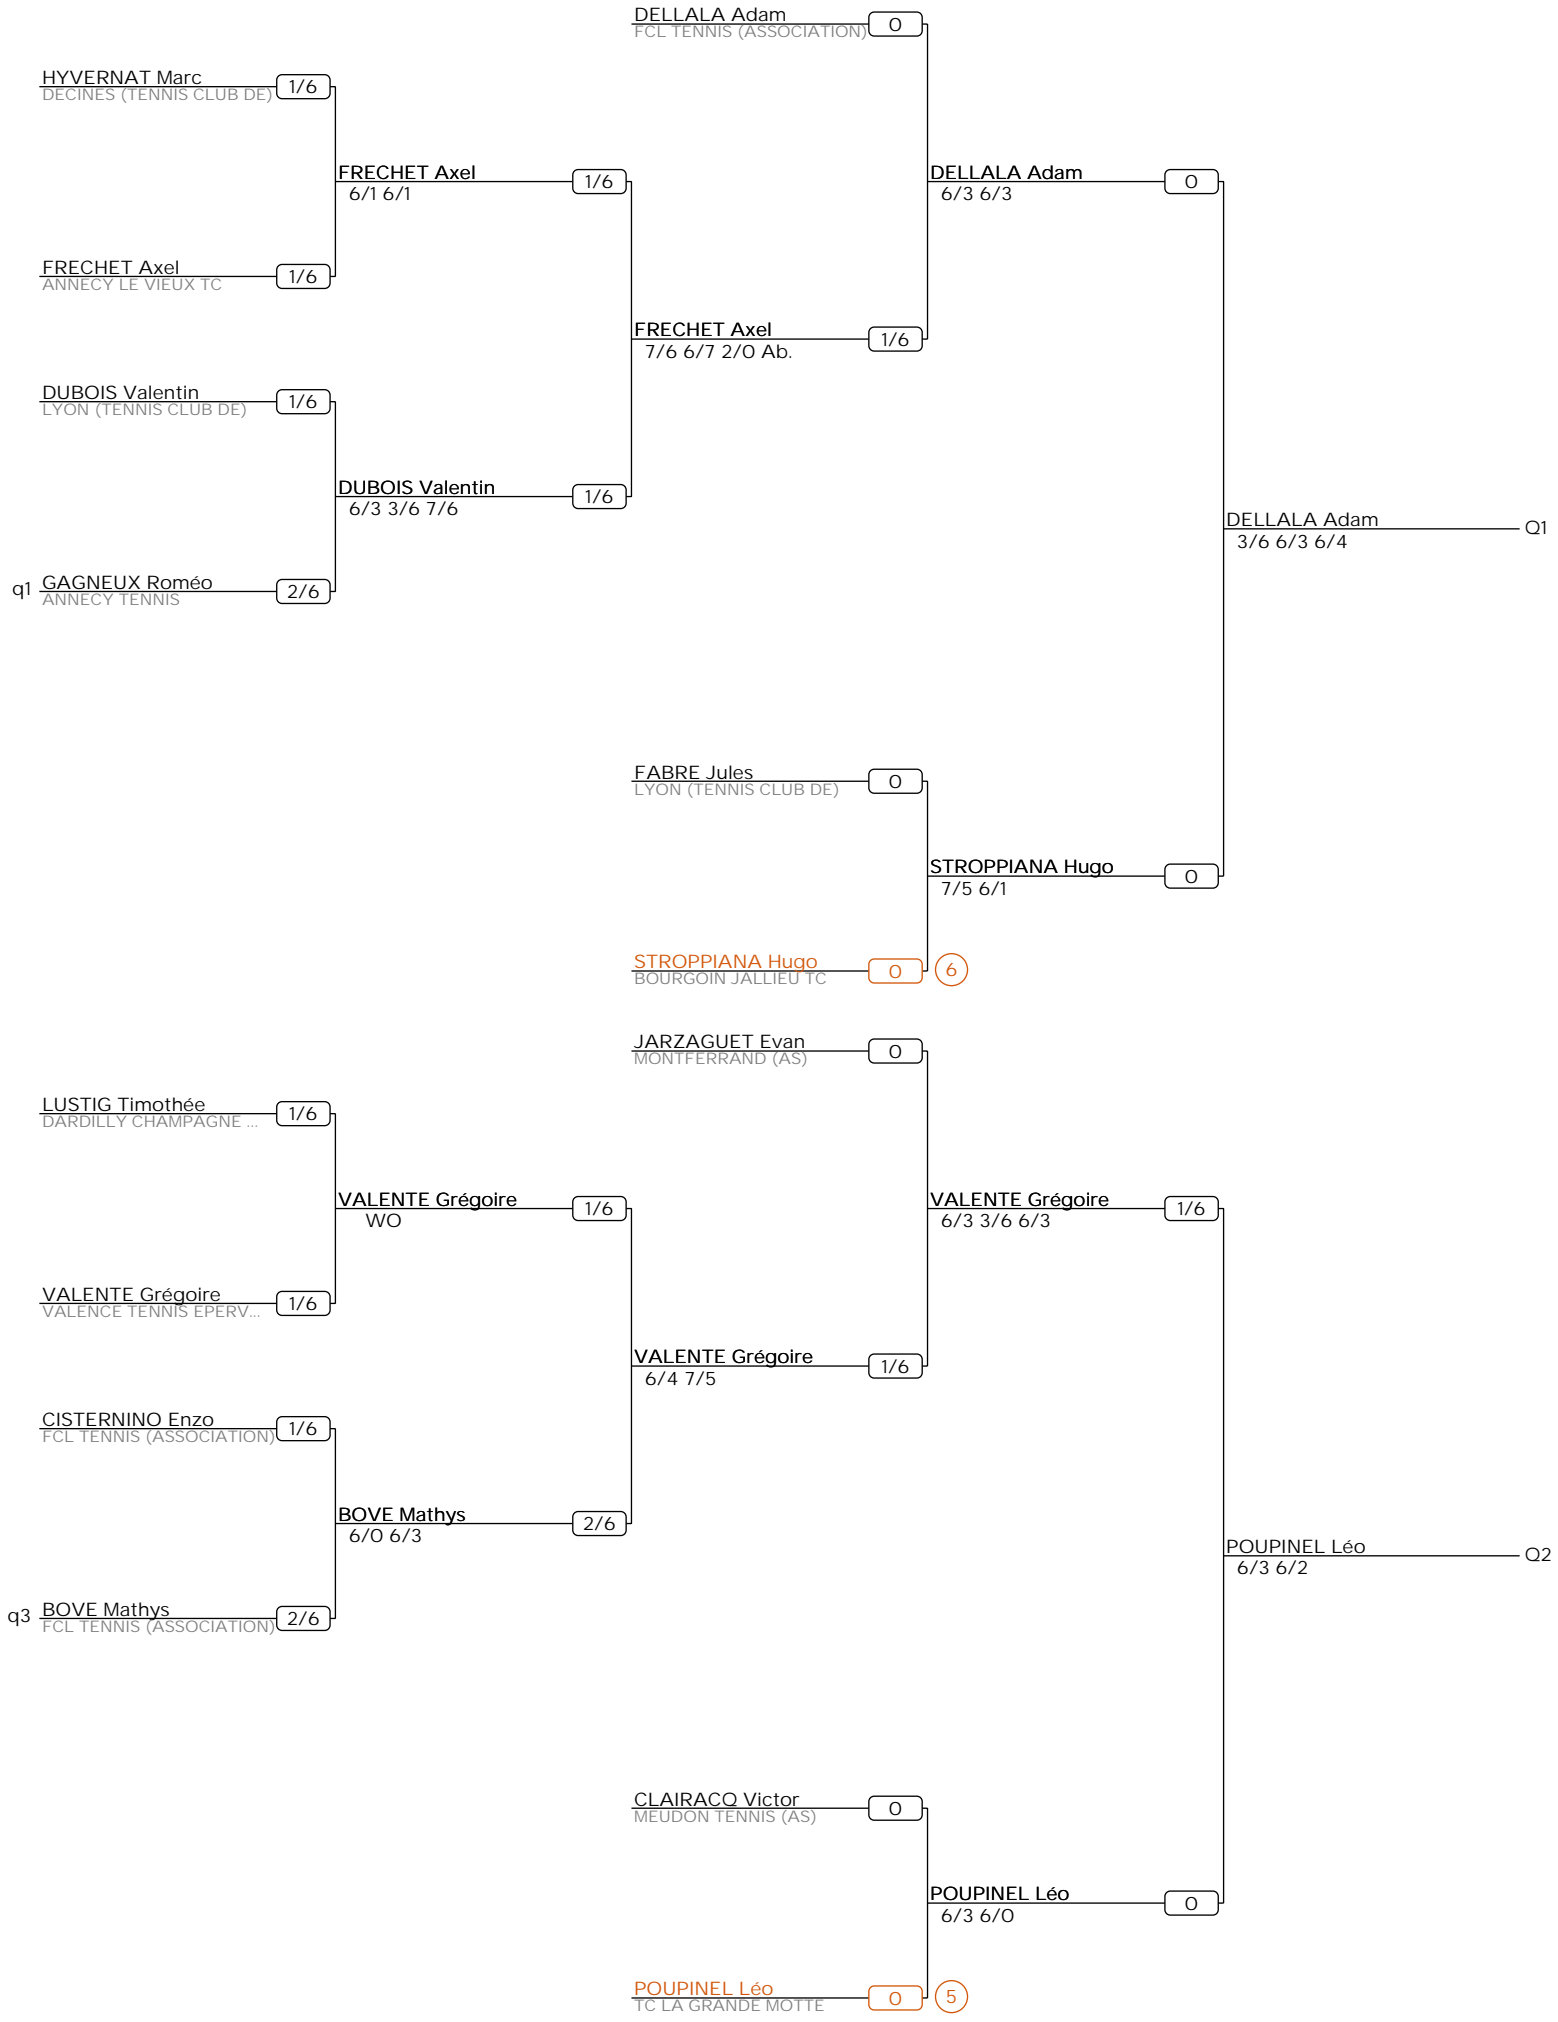 DELLALA Adam
0
FCL TENNIS (ASSOCIATION)
HYVERNAT Marc
1/6
DECINES (TENNIS CLUB DE)
FRECHET Axel
1/6
6/1 6/1
DELLALA Adam
0
6/3 6/3
FRECHET Axel
1/6
ANNECY LE VIEUX TC
FRECHET Axel
1/6
7/6 6/7 2/0 Ab.
DUBOIS Valentin
1/6
LYON (TENNIS CLUB DE)
DUBOIS Valentin
1/6
6/3 3/6 7/6
DELLALA Adam
Q1
3/6 6/3 6/4
q1
GAGNEUX Roméo
2/6
ANNECY TENNIS
FABRE Jules
0
LYON (TENNIS CLUB DE)
STROPPIANA Hugo
0
7/5 6/1
STROPPIANA Hugo
0
6
BOURGOIN JALLIEU TC
JARZAGUET Evan
0
MONTFERRAND (AS)
LUSTIG Timothée
1/6
DARDILLY CHAMPAGNE ...
VALENTE Grégoire
1/6
WO
VALENTE Grégoire
1/6
6/3 3/6 6/3
VALENTE Grégoire
1/6
VALENCE TENNIS EPERV...
VALENTE Grégoire
1/6
6/4 7/5
CISTERNINO Enzo
1/6
FCL TENNIS (ASSOCIATION)
BOVE Mathys
2/6
6/0 6/3
POUPINEL Léo
Q2
6/3 6/2
q3
BOVE Mathys
2/6
FCL TENNIS (ASSOCIATION)
CLAIRACQ Victor
0
MEUDON TENNIS (AS)
POUPINEL Léo
0
6/3 6/0
POUPINEL Léo
0
5
TC LA GRANDE MOTTE